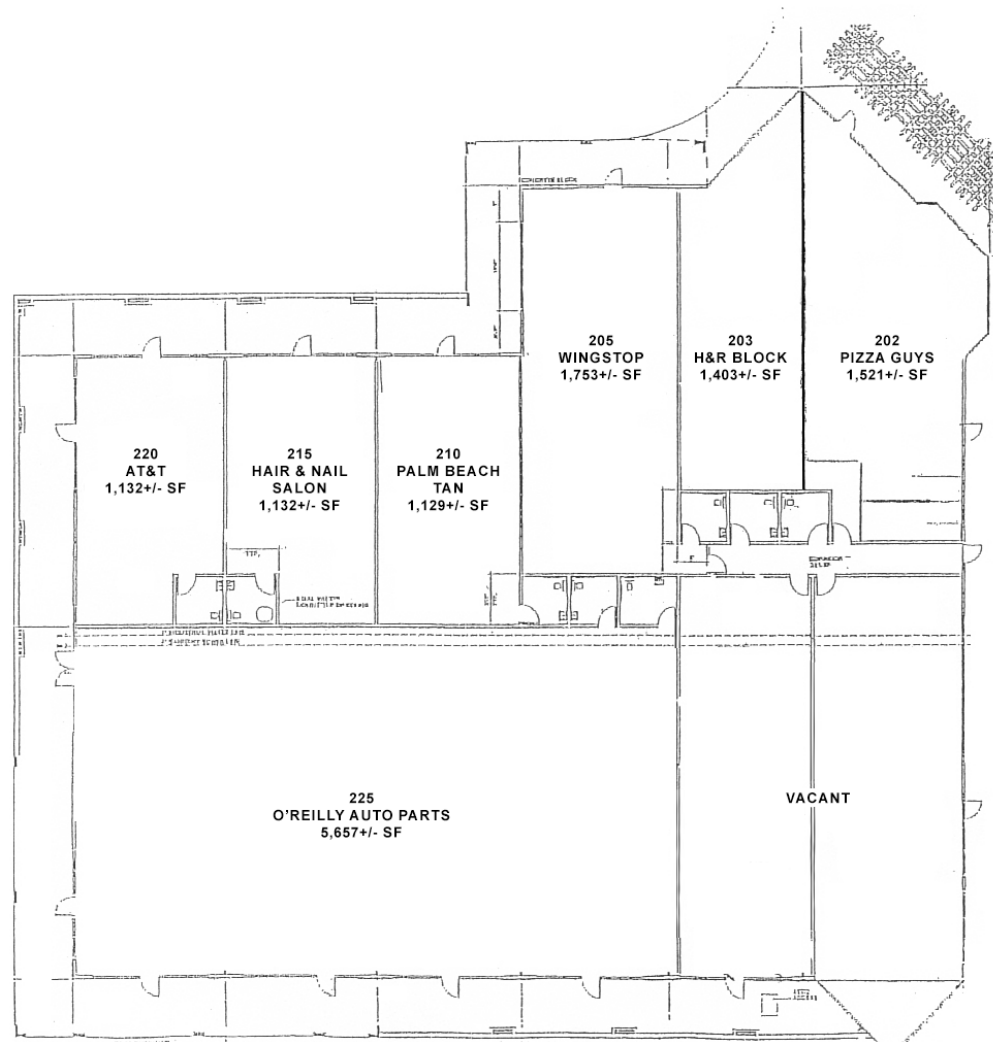 205
WINGSTOP
1,753+/- SF
203
H&R BLOCK
1,403+/- SF
202
PIZZA GUYS
1,521+/- SF
220
AT&T
1,132+/- SF
215
HAIR & NAIL
SALON
1,132+/- SF
210
PALM BEACH
TAN
1,129+/- SF
TYP.
225
O'REILLY AUTO PARTS
5,657+/- SF
VACANT